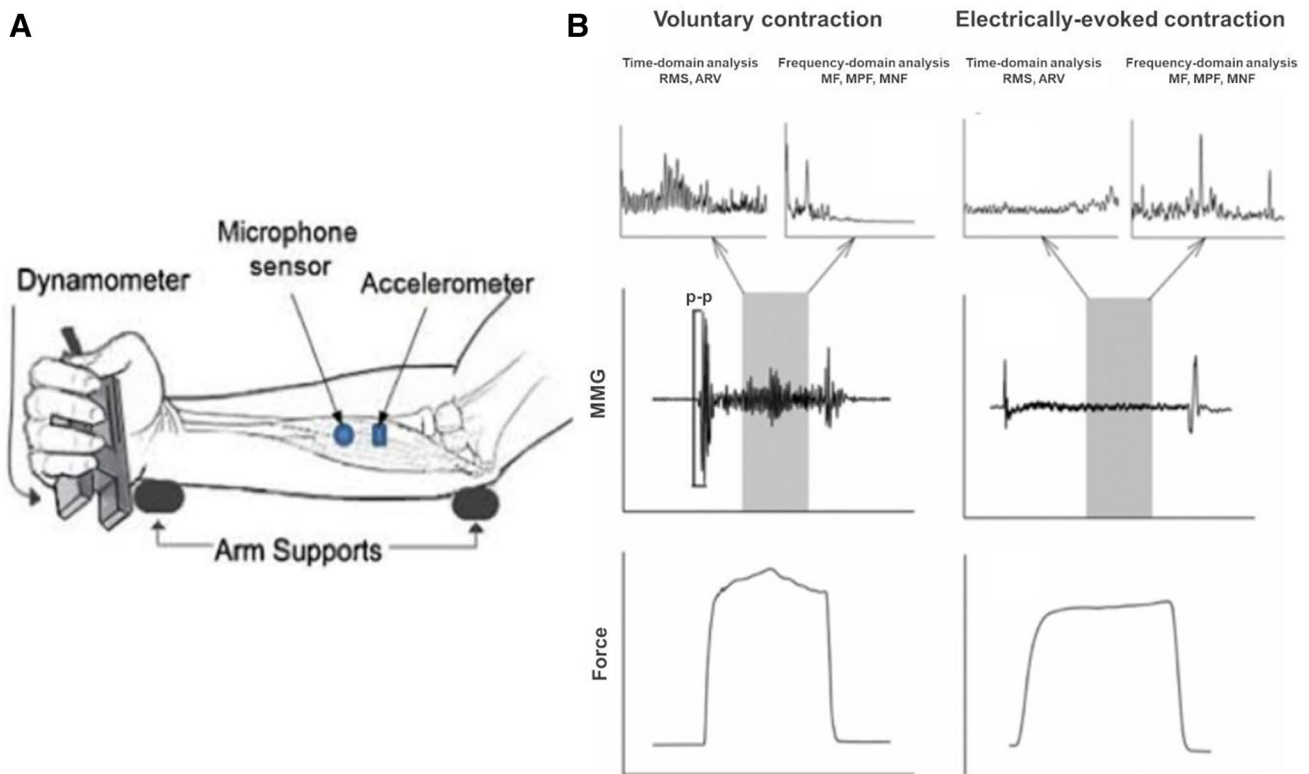 A
Microphone
sensor
Dynamometer
Accelerometer
Arm Supports
B
Voluntary contraction
Electrically-evoked contraction
Time-domain analysis
RMS, ARV
Frequency-domain analysis
MF, MPF, MNF
Time-domain analysis
RMS, ARV
Frequency-domain analysis
MF, MPF, MNF
p-p
MMG
Force